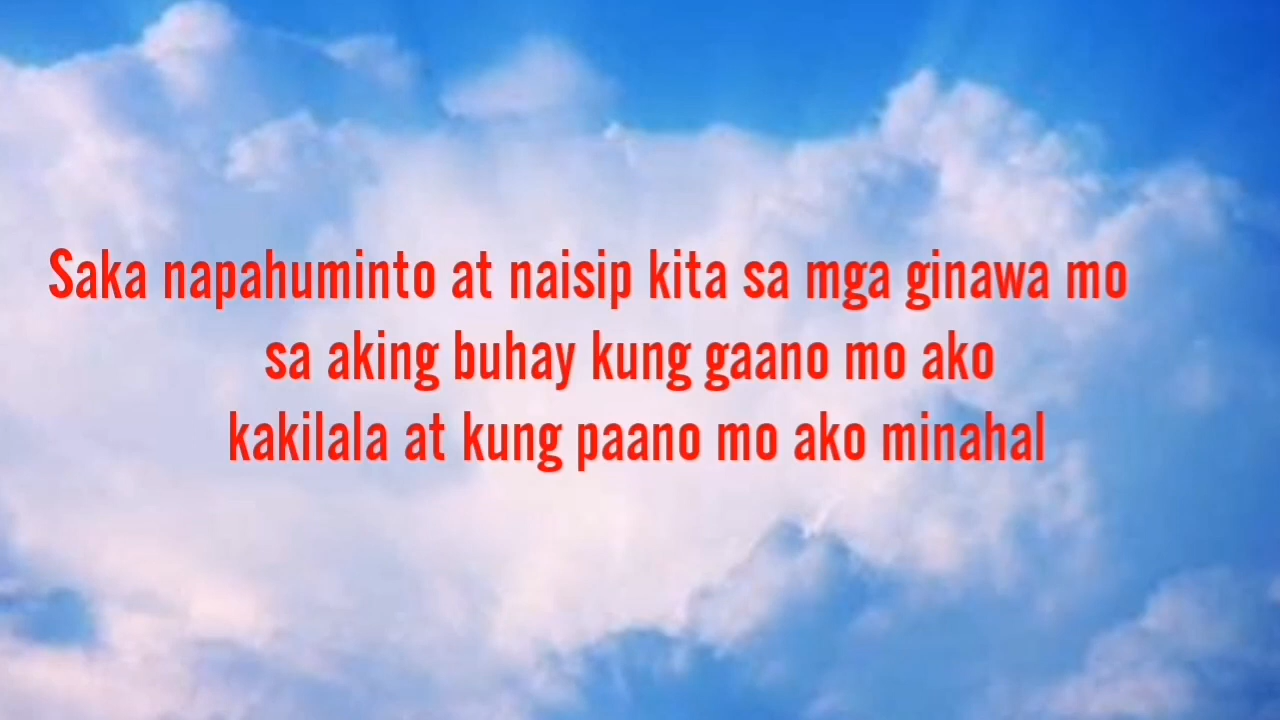 Saka napahuminto at naisip kita sa mga ginawa mo
sa aking buhay kung gaano mo ako
kakilala at kung paano mo ako minahal